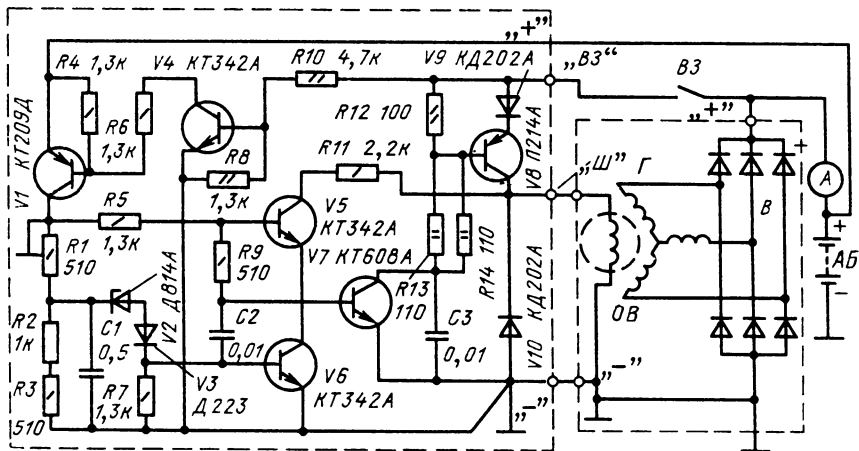 „+"
R4 1,3к V4 КТ342А R10 4,7к V9 КД202А „ВЗ“ ВЗ
R6
1,3к
V1 КТ209Д
R12 100
V8 П214А
„+"
R8
1,3к
R11 2,2к
„Ш"
Г
+
А
В
R5
1,3к
V5
КТ342А
R1
510
R9
510
V7 КТ608А
R13
110
R14 110
+
АБ
-
R2
1к
C1
0,5
V2 Д814А
C2
0,01
C3
0,01
V10 КД202А
ОВ
R3
510
R7
1,3к
V3
Д223
V6
КТ342А
„-"
„-"